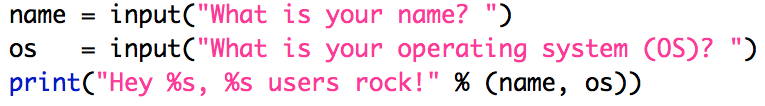 name = input("What is your name? ")
os   = input("What is your operating system (OS)? ")
print("Hey %s, %s users rock!" % (name, os))